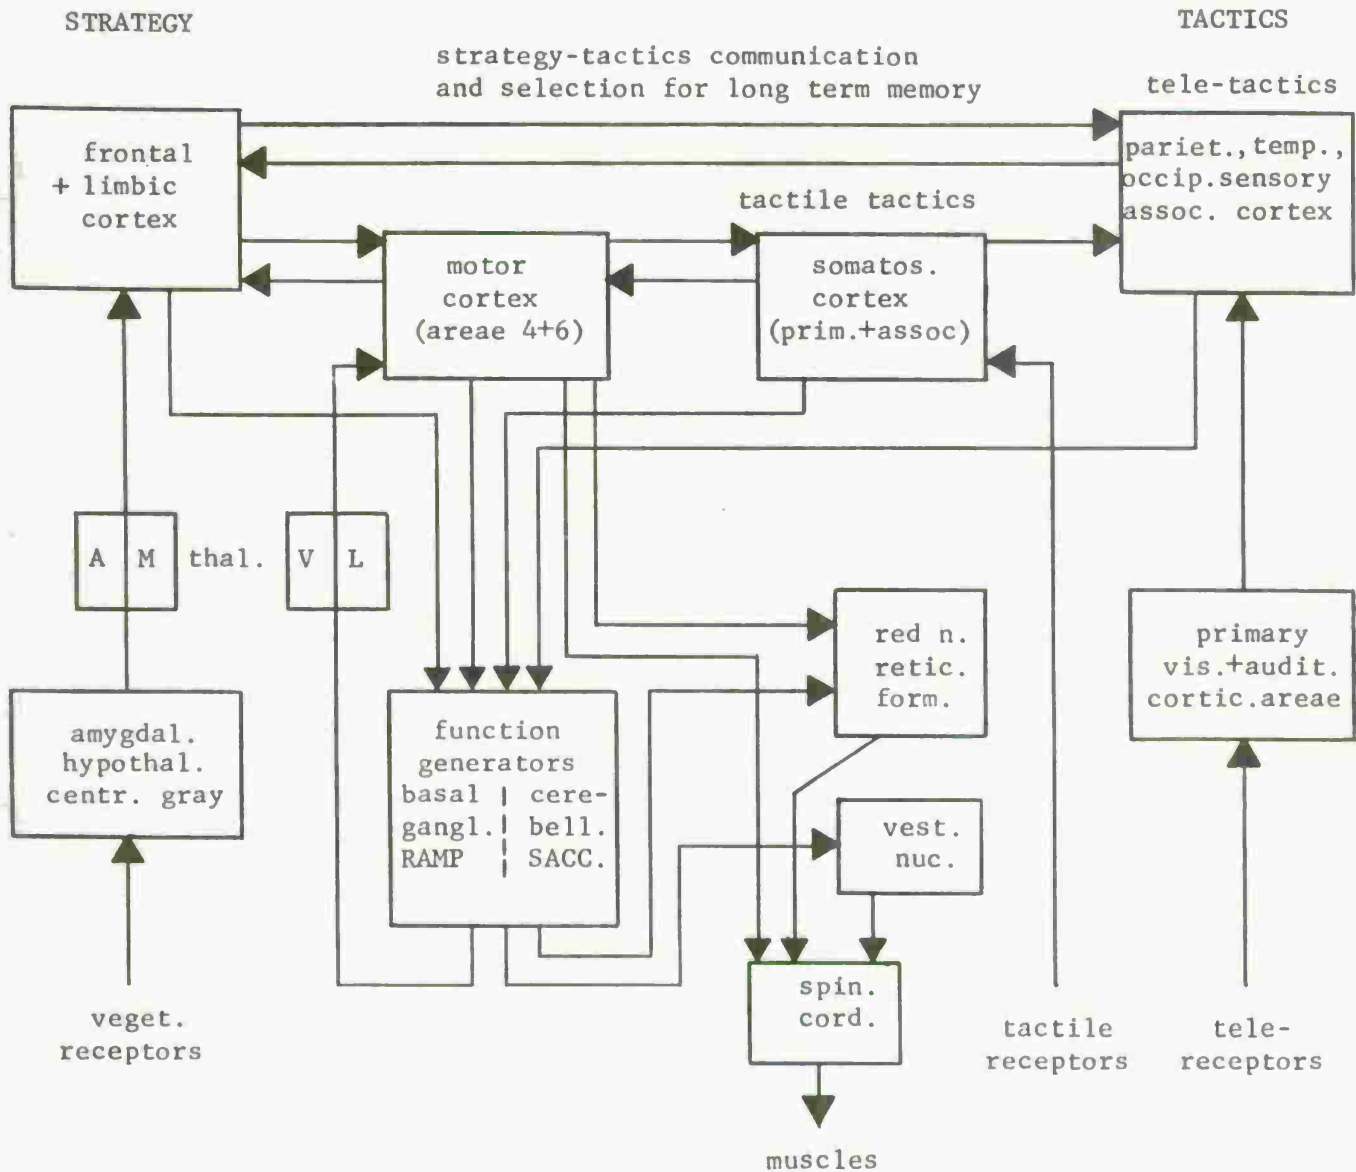 STRATEGY
TACTICS
strategy-tactics communication
and selection for long term memory
tele-tactics
frontal
+ limbic
cortex
pariet.,temp.,
occip.sensory
assoc. cortex
tactile tactics
motor
cortex
(areae 4+6)
somatos.
cortex
(prim.+assoc)
A M thal. V L
amygdal.
hypothal.
centr. gray
function
generators
basal | cere-
gangl. | bell.
RAMP | SACC.
red n.
retic.
form.
primary
vis.+audit.
cortic.areae
vest.
nuc.
spin.
cord.
veget.
receptors
tactile
receptors
tele-
receptors
muscles